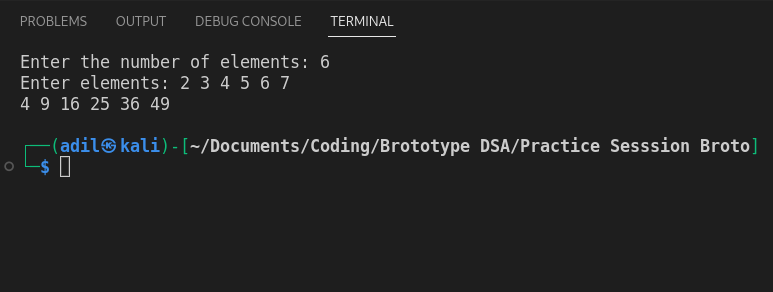 PROBLEMS OUTPUT DEBUG CONSOLE TERMINAL
Enter the number of elements: 6
Enter elements: 2 3 4 5 6 7
4 9 16 25 36 49
┌──(adil㉿kali)-[~/Documents/Coding/Brototype DSA/Practice Sesssion Broto]
└─$